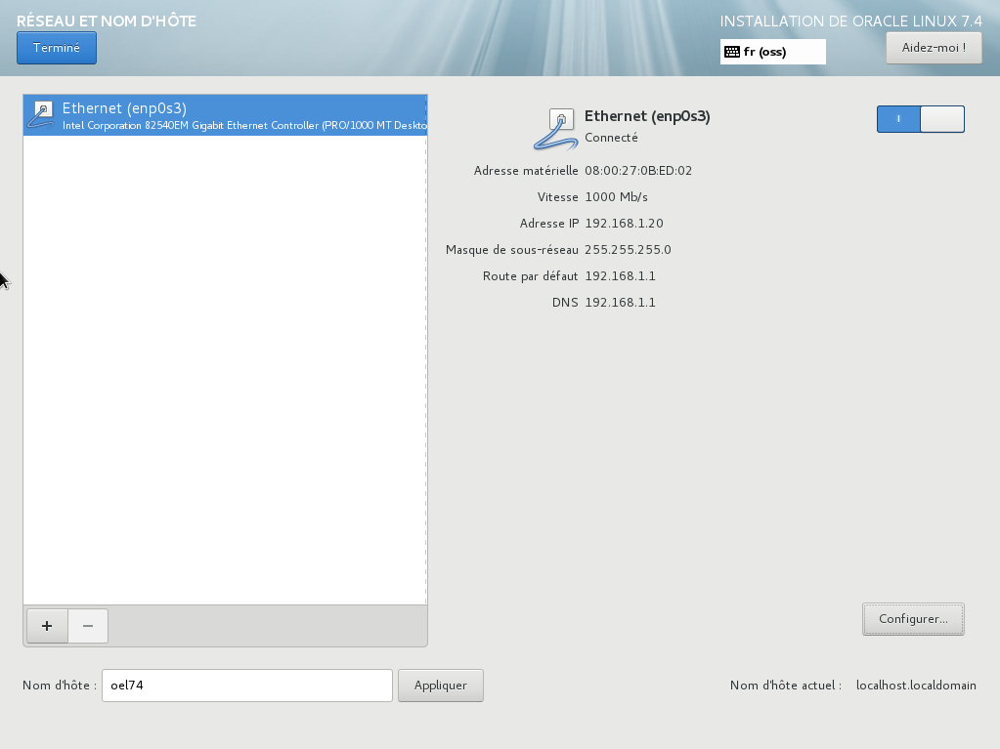 RÉSEAU ET NOM D'HÔTE
INSTALLATION DE ORACLE LINUX 7.4
Terminé
fr (oss)
Aidez-moi !
Ethernet (enp0s3)
Intel Corporation 82540EM Gigabit Ethernet Controller (PRO/1000 MT Deskto
Ethernet (enp0s3)
Connecté
Adresse matérielle 08:00:27:0B:ED:02
Vitesse 1000 Mb/s
Adresse IP 192.168.1.20
Masque de sous-réseau 255.255.255.0
Route par défaut 192.168.1.1
DNS 192.168.1.1
Configurer...
Nom d'hôte : oel74 Appliquer Nom d'hôte actuel : localhost.localdomain